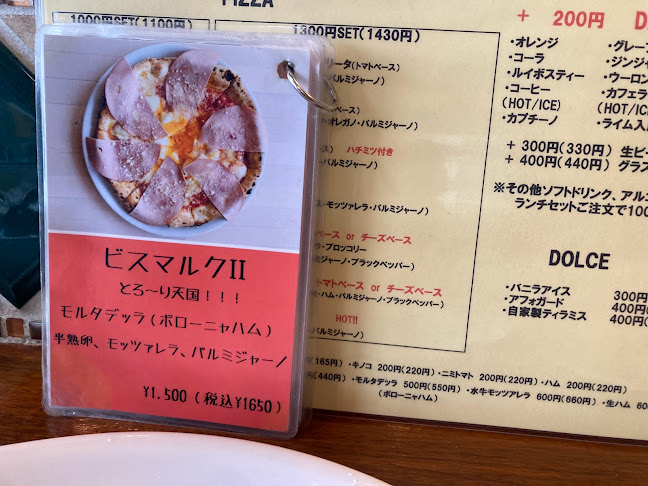 PIZZA
1000円SET(1100円)
ビスマルクII
とろ〜り天国!!!
モルタデッラ(ボローニャハム)
半熟卵、モッツァレラ、パルミジャーノ
¥1.500(税込¥1650)
1300円SET(1430円)
リータ(トマトベース)
パルミジャーノ)
ベース)
オレガノ・パルミジャーノ)
ース) ハチミツ付き
パルミジャーノ)
ス・モッツァレラ・パルミジャーノ)
ベース or チーズベース
ラ・ブロッコリー
ジャーノ・ブラックペッパー)
トマトベース or チーズベース
・ハム・パルミジャーノ・ブラックペッパー)
HOT!!
・パルミジャーノ)
(165円)・キノコ 200円(220円)・ニミトマト 200円(220円)・ハム 200円(220円)
円(440円)・モルタデッラ 500円(550円)・水牛モッツァレラ 600円(660円)・生ハム 600
(ボローニャハム)
+ 200円 D
・オレンジ
・コーラ
・ルイボスティー
・コーヒー
(HOT/ICE)
・カプチーノ
・グレープ
・ジンジャ
・ウーロン
・カフェラ
(HOT/IC
・ライム入
+ 300円(330円) 生ビ
+ 400円(440円) グラ
※その他ソフトドリンク、アルコ
ランチセットご注文で10
DOLCE
・バニラアイス 300円
・アフォガード 400円(
・自家製ティラミス 400円(